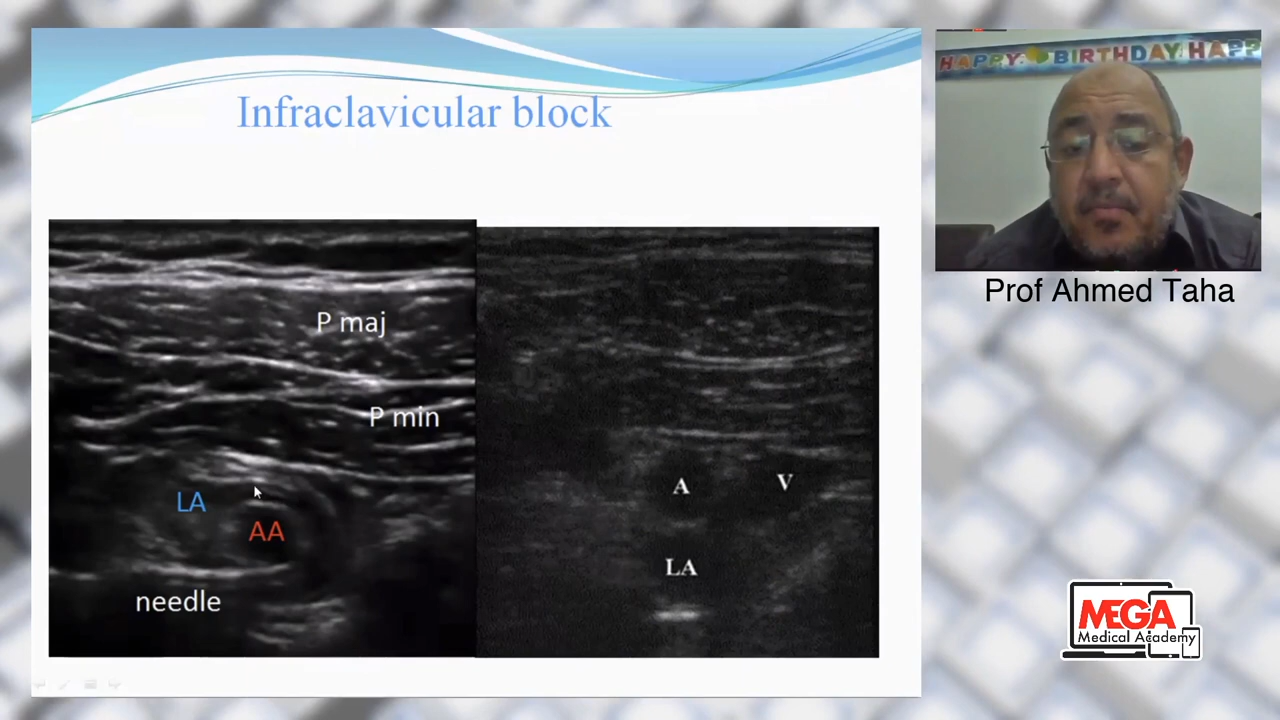 Infraclavicular block
P maj
P min
LA
AA
needle
A
V
LA
HAPPY BIRTHDAY HAPP
Prof Ahmed Taha
MEGA
Medical Academy